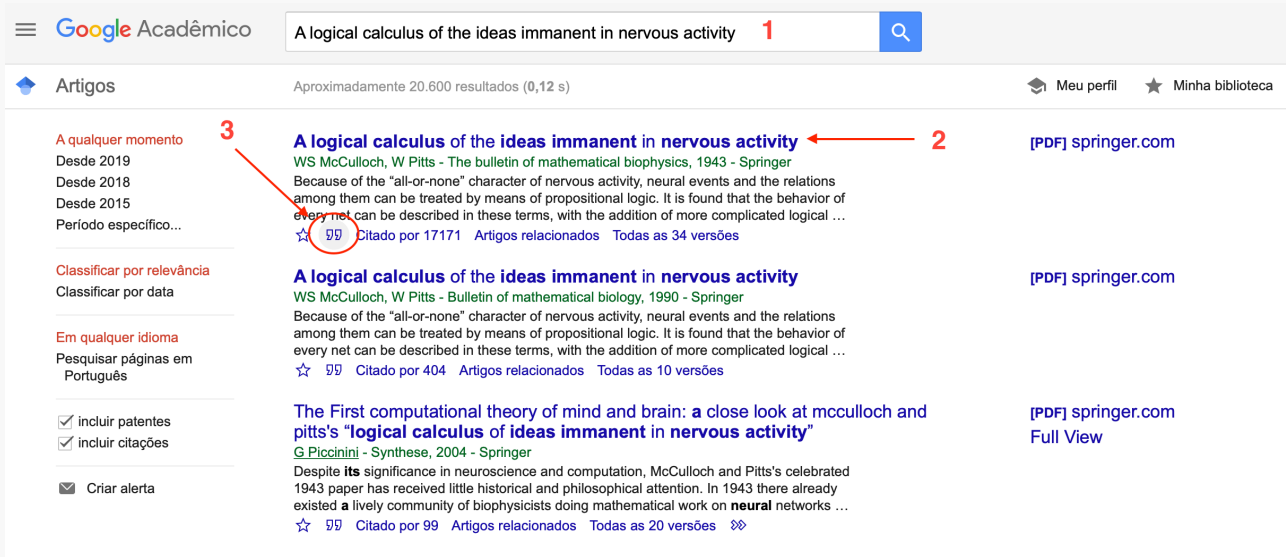 Google Acadêmico
A logical calculus of the ideas immanent in nervous activity 1
Artigos
Aproximadamente 20.600 resultados (0,12 s)
Meu perfil
Minha biblioteca
A qualquer momento
Desde 2019
Desde 2018
Desde 2015
Período específico...
Classificar por relevância
Classificar por data
Em qualquer idioma
Pesquisar páginas em
Português
incluir patentes
incluir citações
Criar alerta
3
A logical calculus of the ideas immanent in nervous activity 2
[PDF] springer.com
WS McCulloch, W Pitts - The bulletin of mathematical biophysics, 1943 - Springer
Because of the “all-or-none” character of nervous activity, neural events and the relations
among them can be treated by means of propositional logic. It is found that the behavior of
every net can be described in these terms, with the addition of more complicated logical …
Citado por 17171 Artigos relacionados Todas as 34 versões
A logical calculus of the ideas immanent in nervous activity
[PDF] springer.com
WS McCulloch, W Pitts - Bulletin of mathematical biology, 1990 - Springer
Because of the “all-or-none” character of nervous activity, neural events and the relations
among them can be treated by means of propositional logic. It is found that the behavior of
every net can be described in these terms, with the addition of more complicated logical …
Citado por 404 Artigos relacionados Todas as 10 versões
The First computational theory of mind and brain: a close look at mcculloch and
pitts's “logical calculus of ideas immanent in nervous activity”
[PDF] springer.com
Full View
G Piccinini - Synthese, 2004 - Springer
Despite its significance in neuroscience and computation, McCulloch and Pitts's celebrated
1943 paper has received little historical and philosophical attention. In 1943 there already
existed a lively community of biophysicists doing mathematical work on neural networks …
Citado por 99 Artigos relacionados Todas as 20 versões